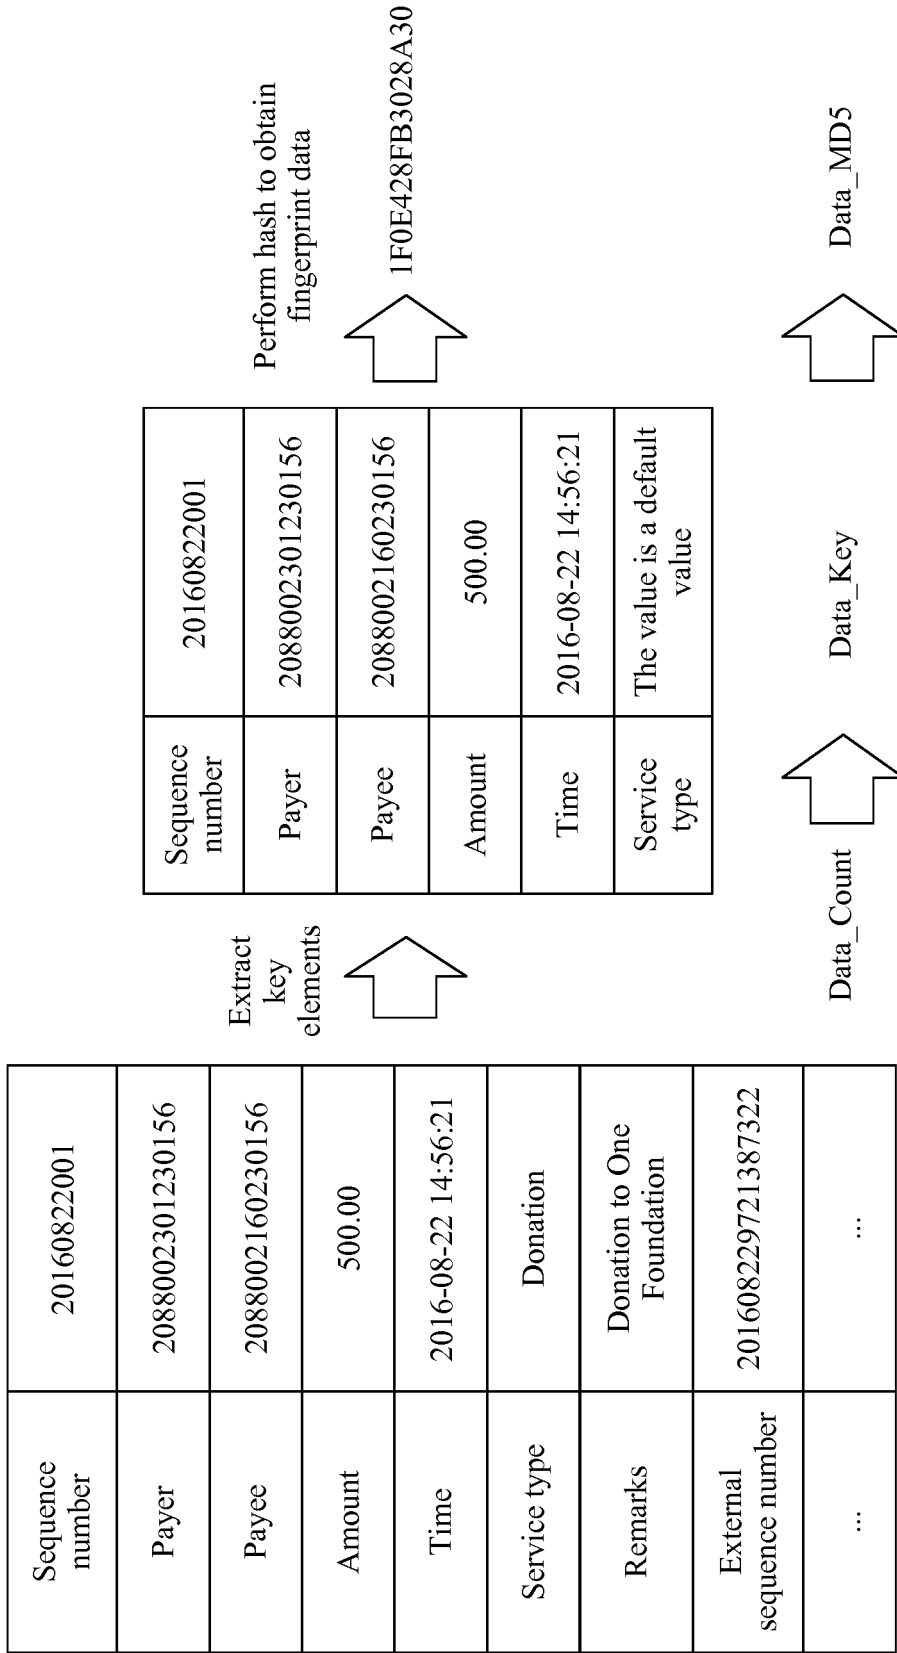 Sequence
number
20160822001
Payer
2088002301230156
Payee
2088002160230156
Amount
500.00
Time
2016-08-22 14:56:21
Service type
Donation
Remarks
Donation to One
Foundation
External
sequence number
2016082297213873​22
...
...
Extract
key
elements
Sequence
number
20160822001
Payer
2088002301230156
Payee
2088002160230156
Amount
500.00
Time
2016-08-22 14:56:21
Service
type
The value is a default
value
Perform hash to obtain
fingerprint data
1F0E428FB3028A30
Data_Count
Data_Key
Data_MD5